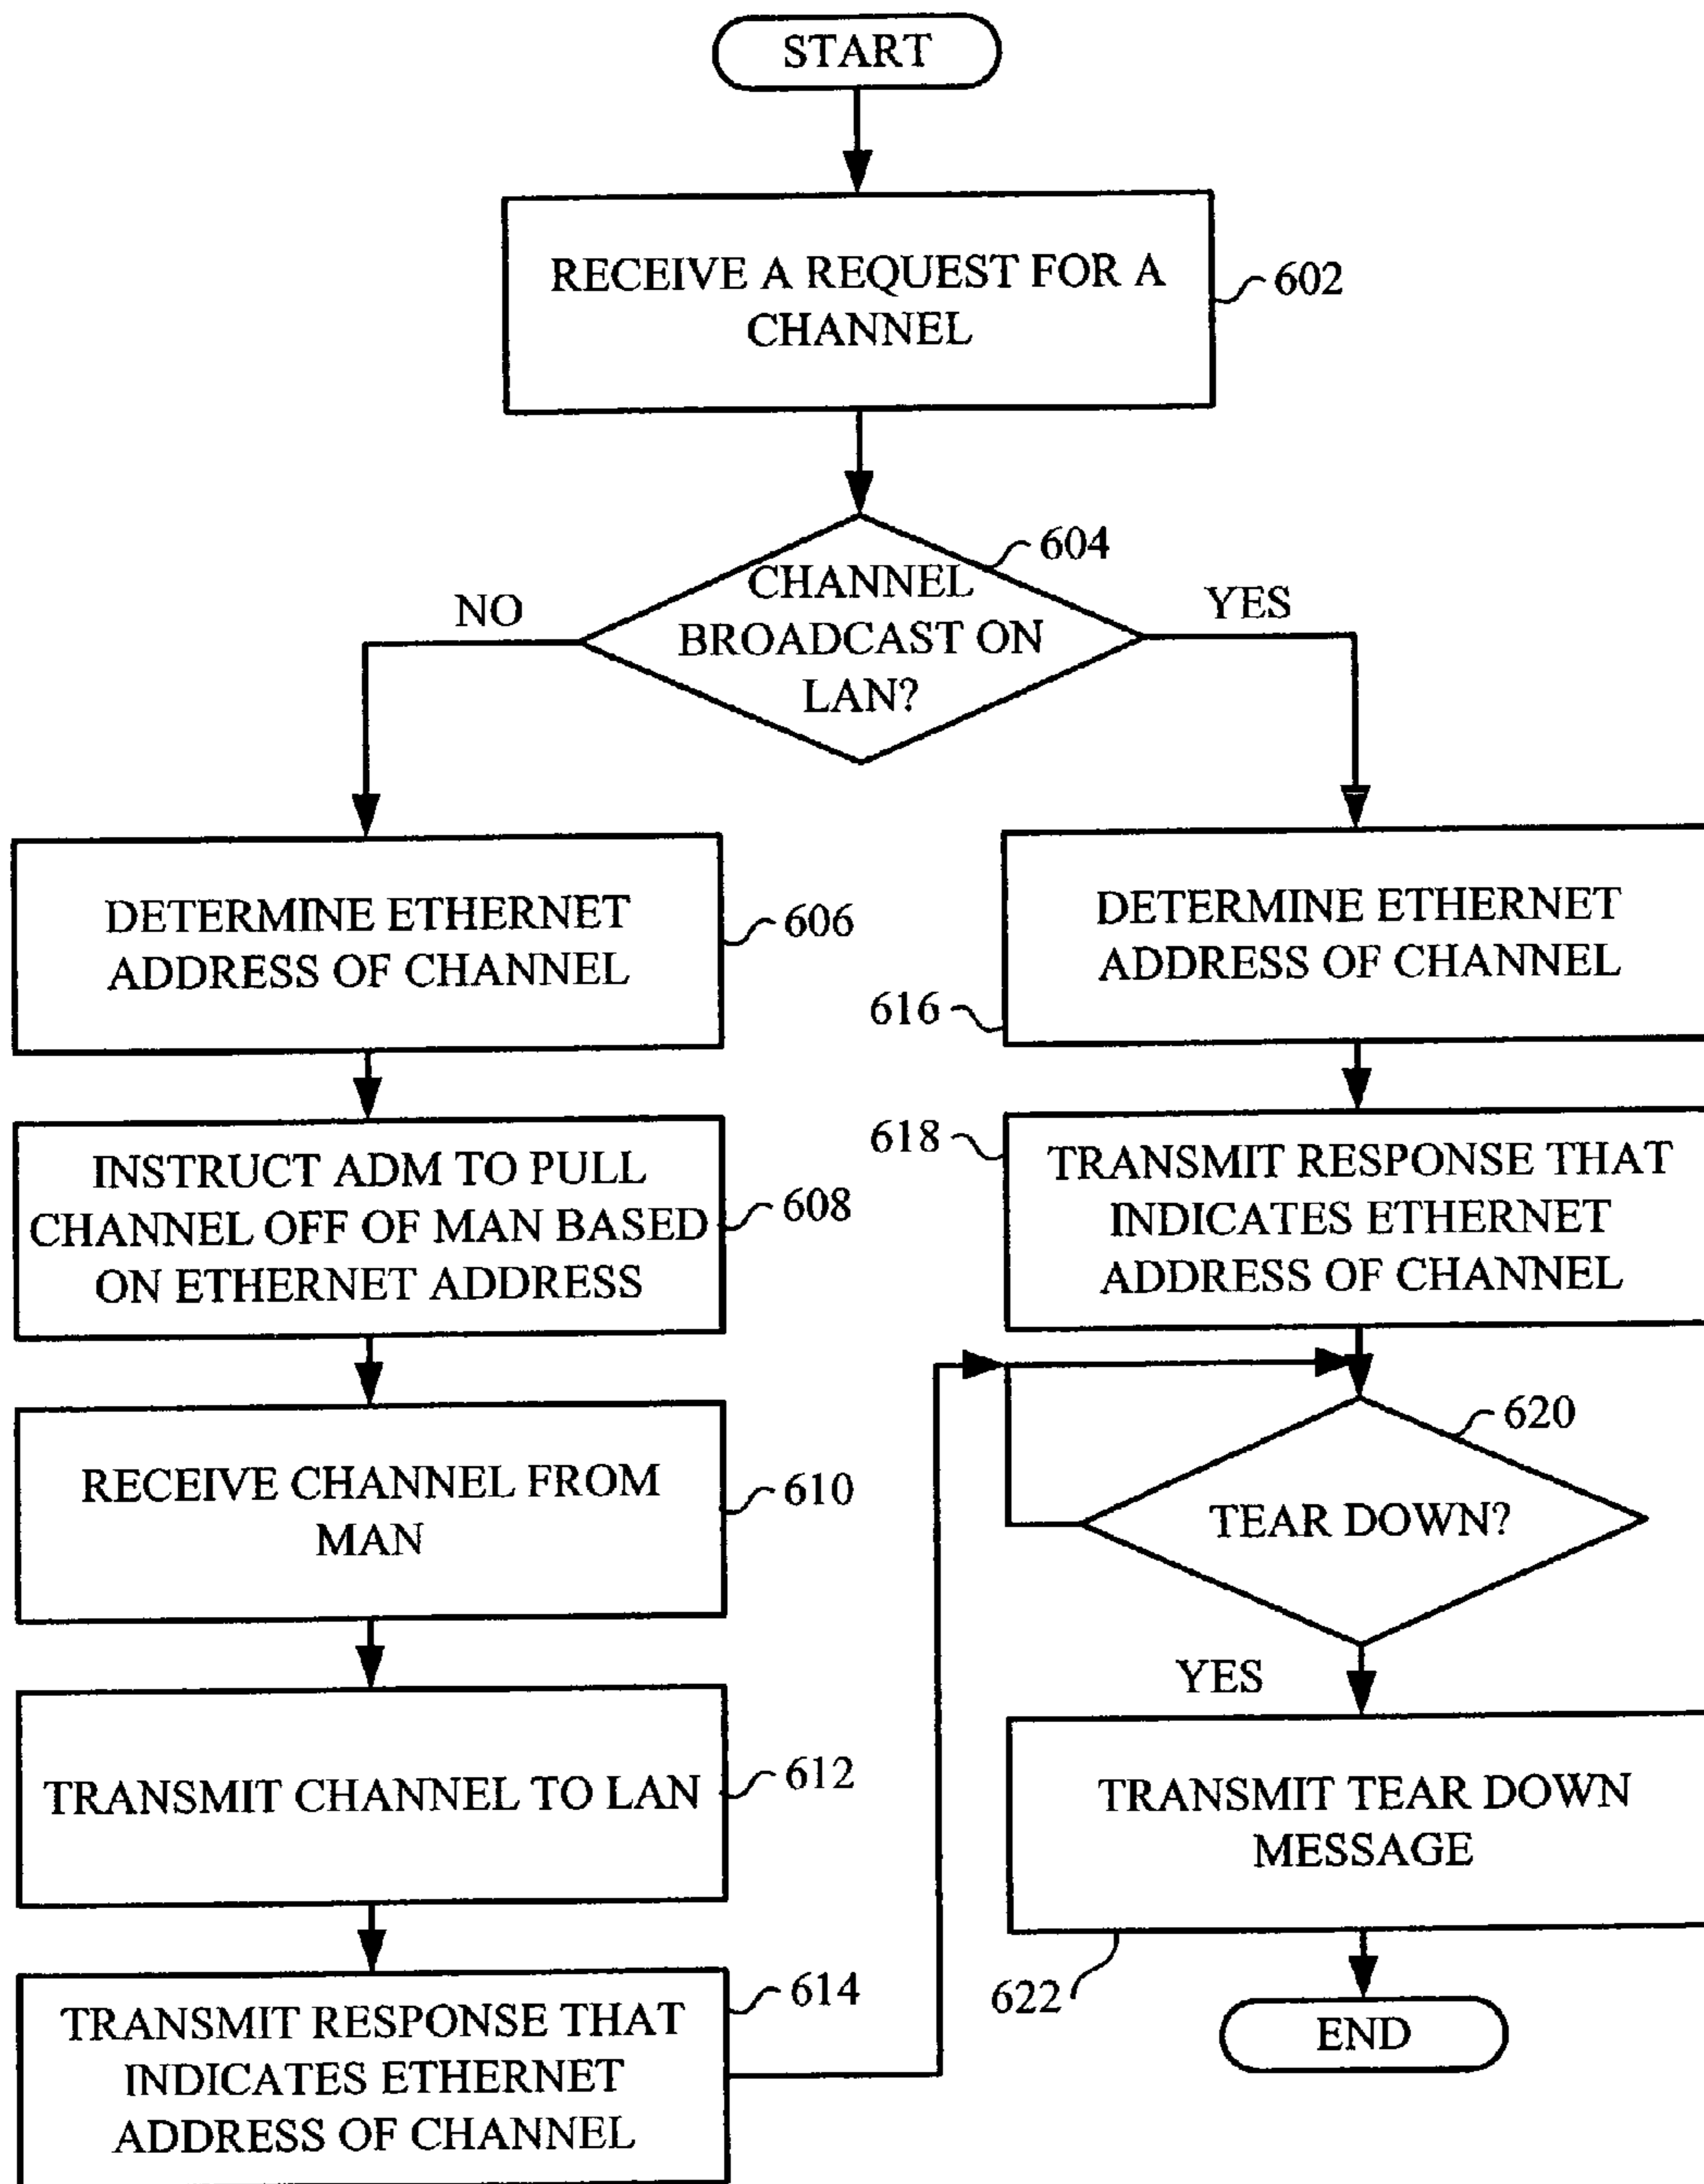 START
RECEIVE A REQUEST FOR A
CHANNEL
602
604
CHANNEL
BROADCAST ON
LAN?
NO
YES
DETERMINE ETHERNET
ADDRESS OF CHANNEL
606
INSTRUCT ADM TO PULL
CHANNEL OFF OF MAN BASED
ON ETHERNET ADDRESS
608
RECEIVE CHANNEL FROM
MAN
610
TRANSMIT CHANNEL TO LAN
612
TRANSMIT RESPONSE THAT
INDICATES ETHERNET
ADDRESS OF CHANNEL
614
DETERMINE ETHERNET
ADDRESS OF CHANNEL
616
618
TRANSMIT RESPONSE THAT
INDICATES ETHERNET
ADDRESS OF CHANNEL
620
TEAR DOWN?
YES
TRANSMIT TEAR DOWN
MESSAGE
622
END